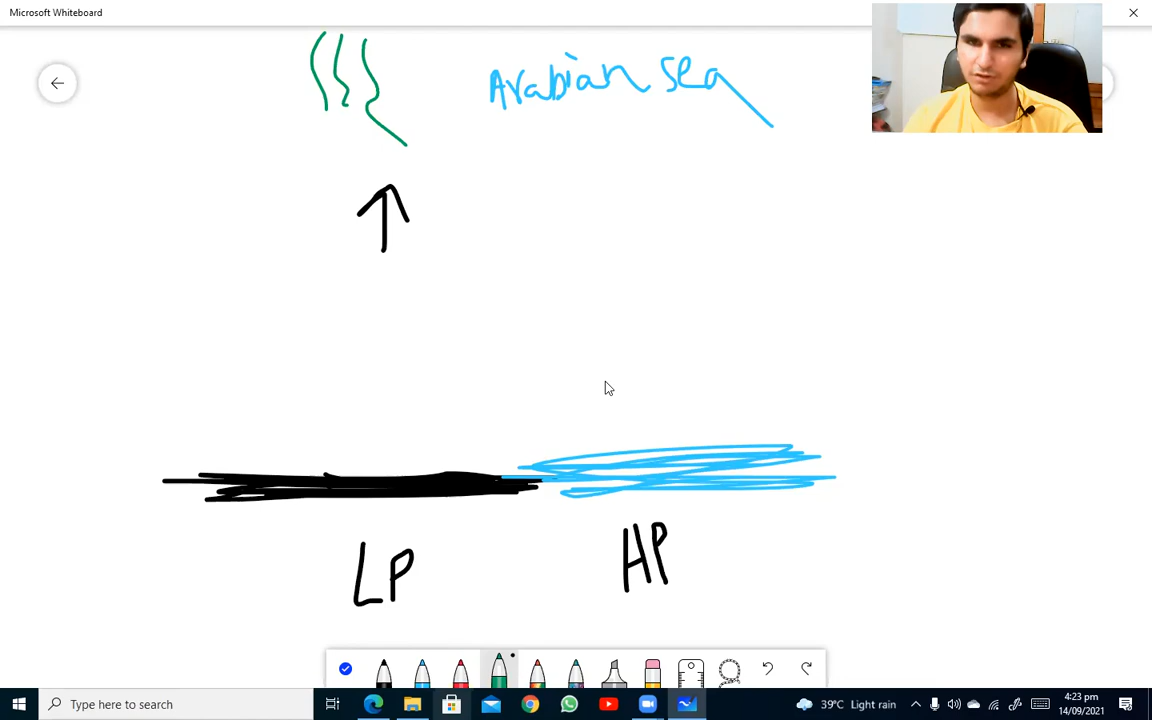 Microsoft Whiteboard
Arabian sea
LP
HP
Type here to search
39°C Light rain
4:23 pm
14/09/2021